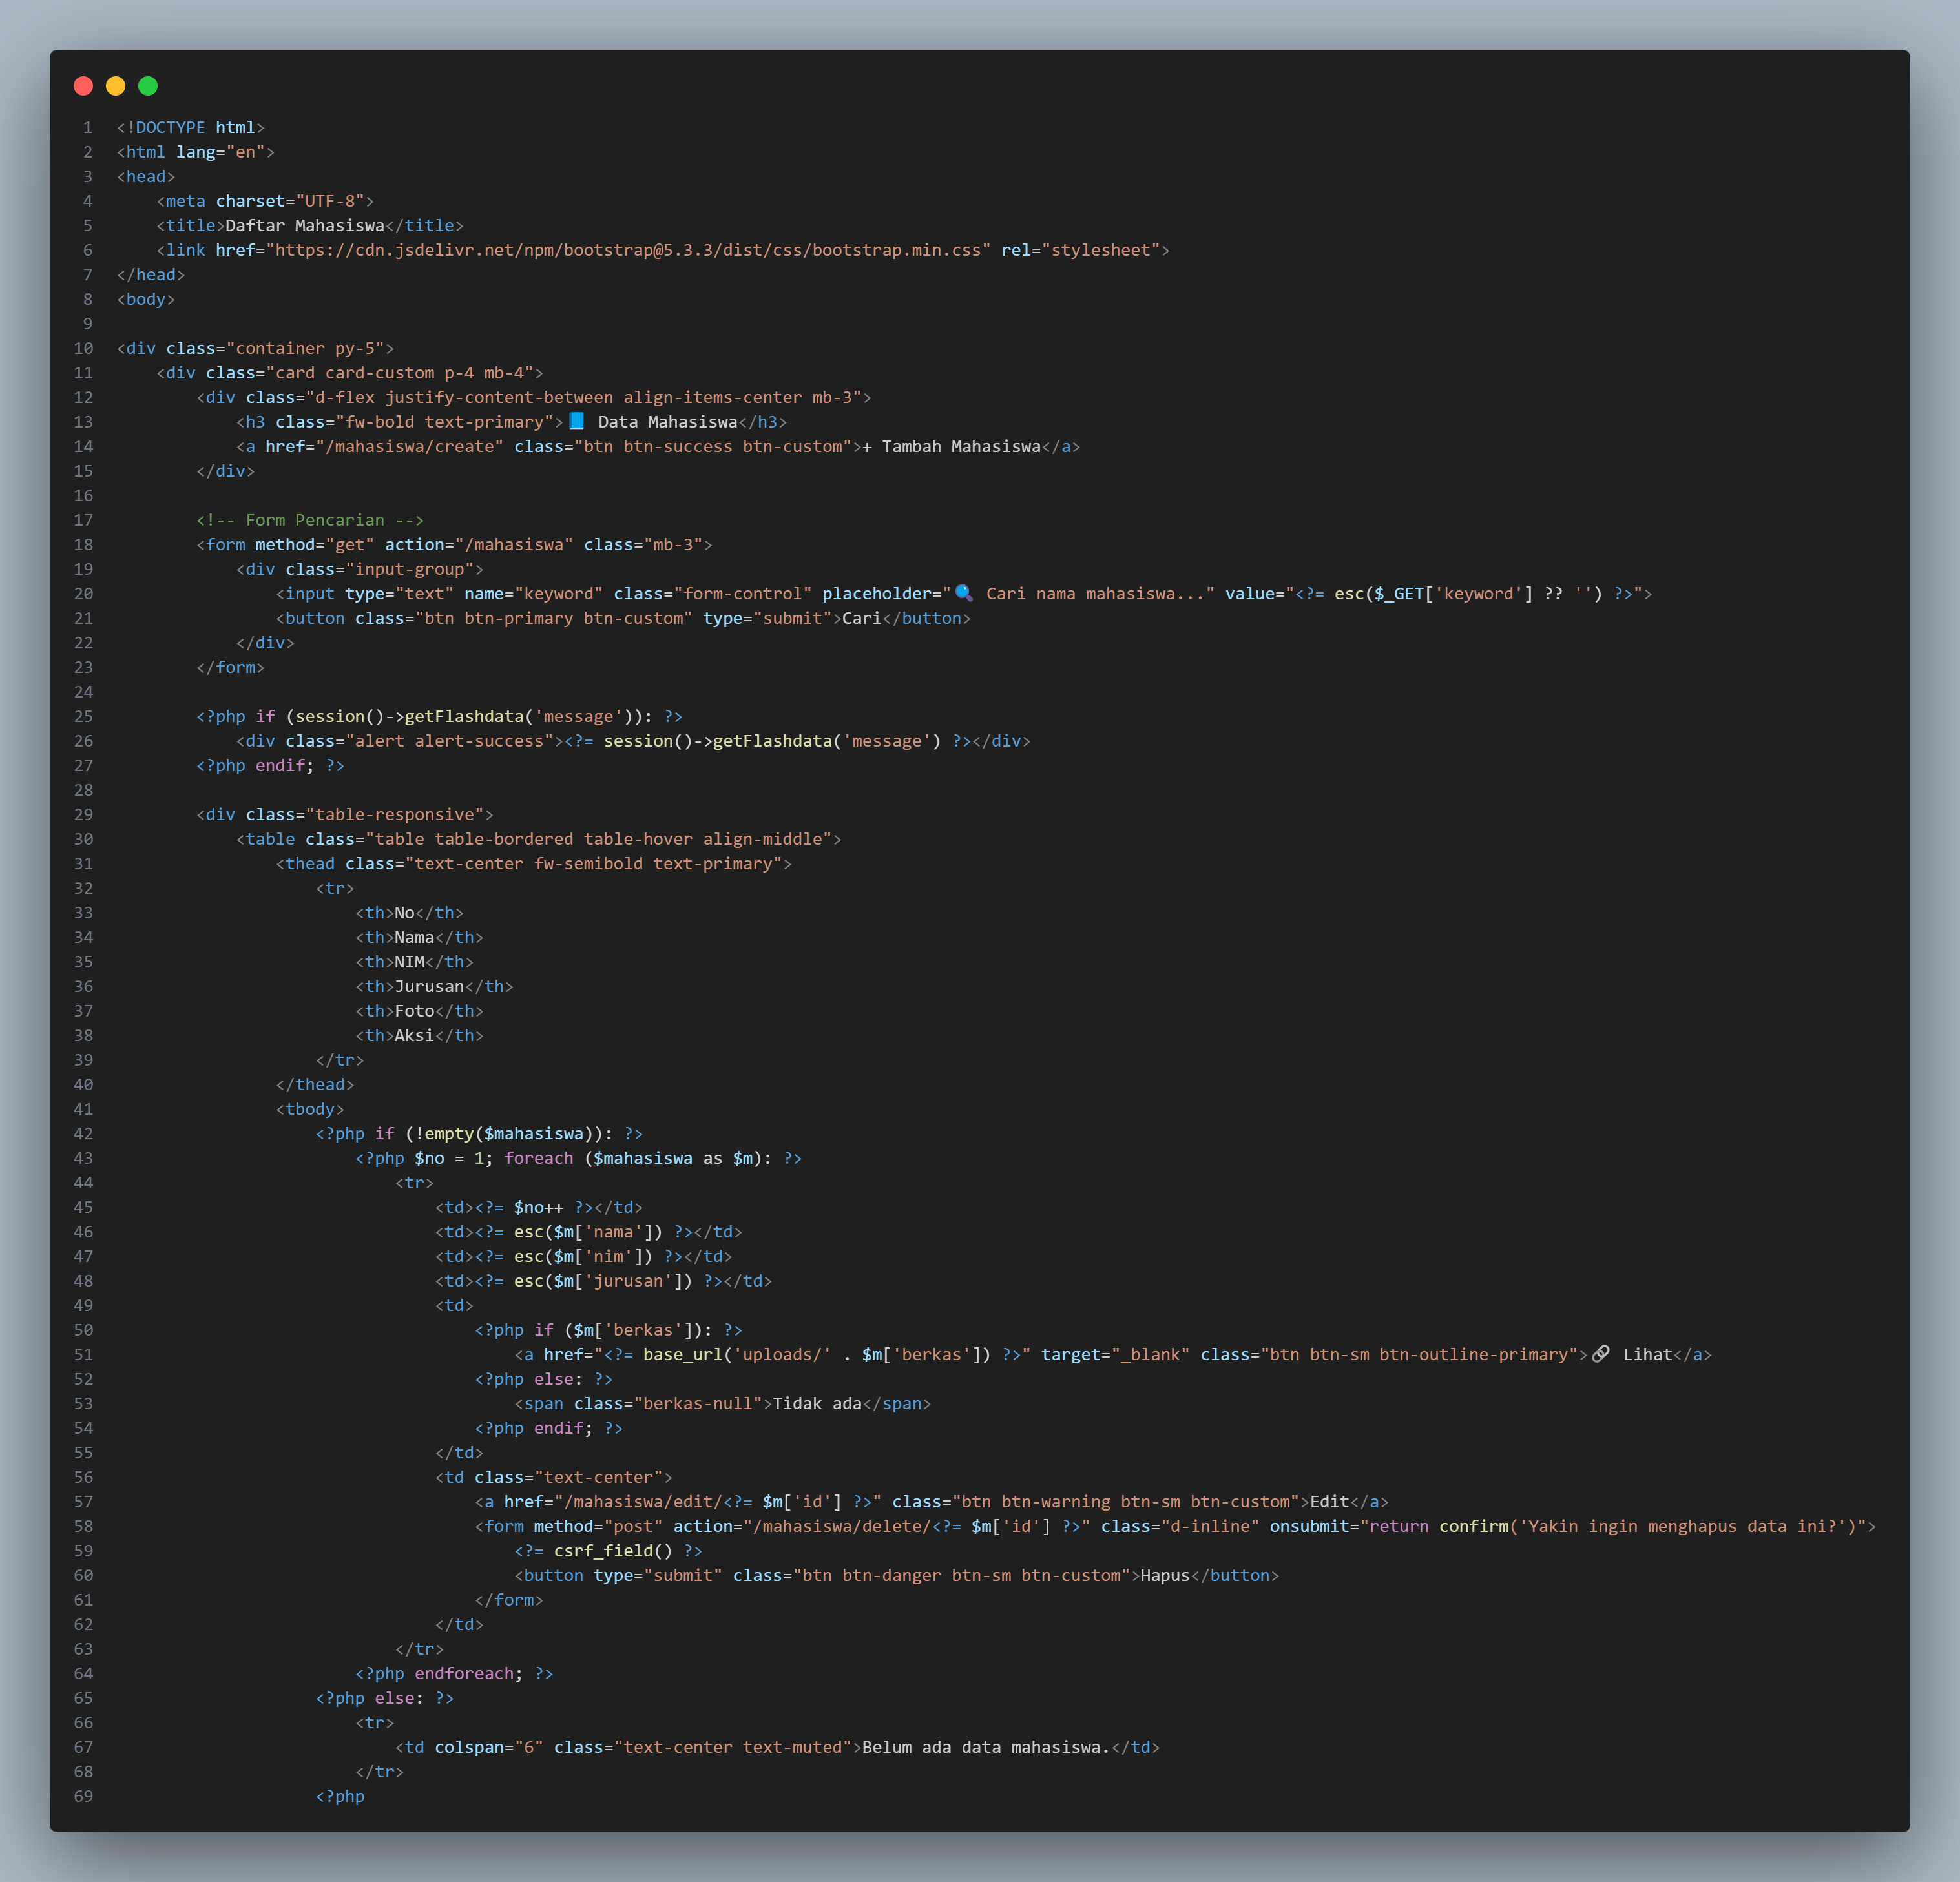 1 <!DOCTYPE html>
2 <html lang="en">
3 <head>
4     <meta charset="UTF-8">
5     <title>Daftar Mahasiswa</title>
6     <link href="https://cdn.jsdelivr.net/npm/bootstrap@5.3.3/dist/css/bootstrap.min.css" rel="stylesheet">
7 </head>
8 <body>
9
10 <div class="container py-5">
11     <div class="card card-custom p-4 mb-4">
12         <div class="d-flex justify-content-between align-items-center mb-3">
13             <h3 class="fw-bold text-primary">📘 Data Mahasiswa</h3>
14             <a href="/mahasiswa/create" class="btn btn-success btn-custom">+ Tambah Mahasiswa</a>
15         </div>
16
17         <!-- Form Pencarian -->
18         <form method="get" action="/mahasiswa" class="mb-3">
19             <div class="input-group">
20                 <input type="text" name="keyword" class="form-control" placeholder="🔍 Cari nama mahasiswa..." value="<?= esc($_GET['keyword'] ?? '') ?>">
21                 <button class="btn btn-primary btn-custom" type="submit">Cari</button>
22             </div>
23         </form>
24
25         <?php if (session()->getFlashdata('message')): ?>
26             <div class="alert alert-success"><?= session()->getFlashdata('message') ?></div>
27         <?php endif; ?>
28
29         <div class="table-responsive">
30             <table class="table table-bordered table-hover align-middle">
31                 <thead class="text-center fw-semibold text-primary">
32                     <tr>
33                         <th>No</th>
34                         <th>Nama</th>
35                         <th>NIM</th>
36                         <th>Jurusan</th>
37                         <th>Foto</th>
38                         <th>Aksi</th>
39                     </tr>
40                 </thead>
41                 <tbody>
42                     <?php if (!empty($mahasiswa)): ?>
43                         <?php $no = 1; foreach ($mahasiswa as $m): ?>
44                             <tr>
45                                 <td><?= $no++ ?></td>
46                                 <td><?= esc($m['nama']) ?></td>
47                                 <td><?= esc($m['nim']) ?></td>
48                                 <td><?= esc($m['jurusan']) ?></td>
49                                 <td>
50                                     <?php if ($m['berkas']): ?>
51                                         <a href="<?= base_url('uploads/' . $m['berkas']) ?>" target="_blank" class="btn btn-sm btn-outline-primary">🔗 Lihat</a>
52                                     <?php else: ?>
53                                         <span class="berkas-null">Tidak ada</span>
54                                     <?php endif; ?>
55                                 </td>
56                                 <td class="text-center">
57                                     <a href="/mahasiswa/edit/<?= $m['id'] ?>" class="btn btn-warning btn-sm btn-custom">Edit</a>
58                                     <form method="post" action="/mahasiswa/delete/<?= $m['id'] ?>" class="d-inline" onsubmit="return confirm('Yakin ingin menghapus data ini?')">
59                                         <?= csrf_field() ?>
60                                         <button type="submit" class="btn btn-danger btn-sm btn-custom">Hapus</button>
61                                     </form>
62                                 </td>
63                             </tr>
64                         <?php endforeach; ?>
65                     <?php else: ?>
66                         <tr>
67                             <td colspan="6" class="text-center text-muted">Belum ada data mahasiswa.</td>
68                         </tr>
69                     <?php